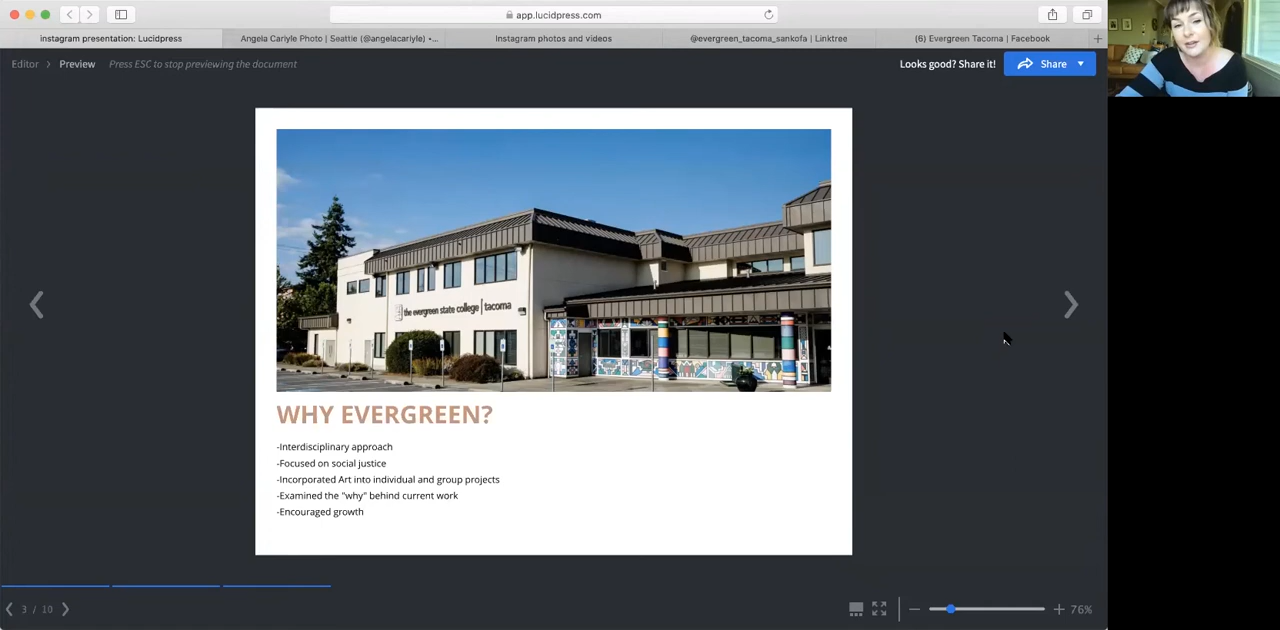 app.lucidpress.com
instagram presentation: Lucidpress
Angela Carlyle Photo | Seattle (@angelacarlyle) •...
Instagram photos and videos
@evergreen_tacoma_sankofa | Linktree
(6) Evergreen Tacoma | Facebook
Editor
Preview
Press ESC to stop previewing the document
Looks good? Share it!
Share
the evergreen state college | tacoma
WHY EVERGREEN?
-Interdisciplinary approach
-Focused on social justice
-Incorporated Art into individual and group projects
-Examined the "why" behind current work
-Encouraged growth
3 / 10
76%